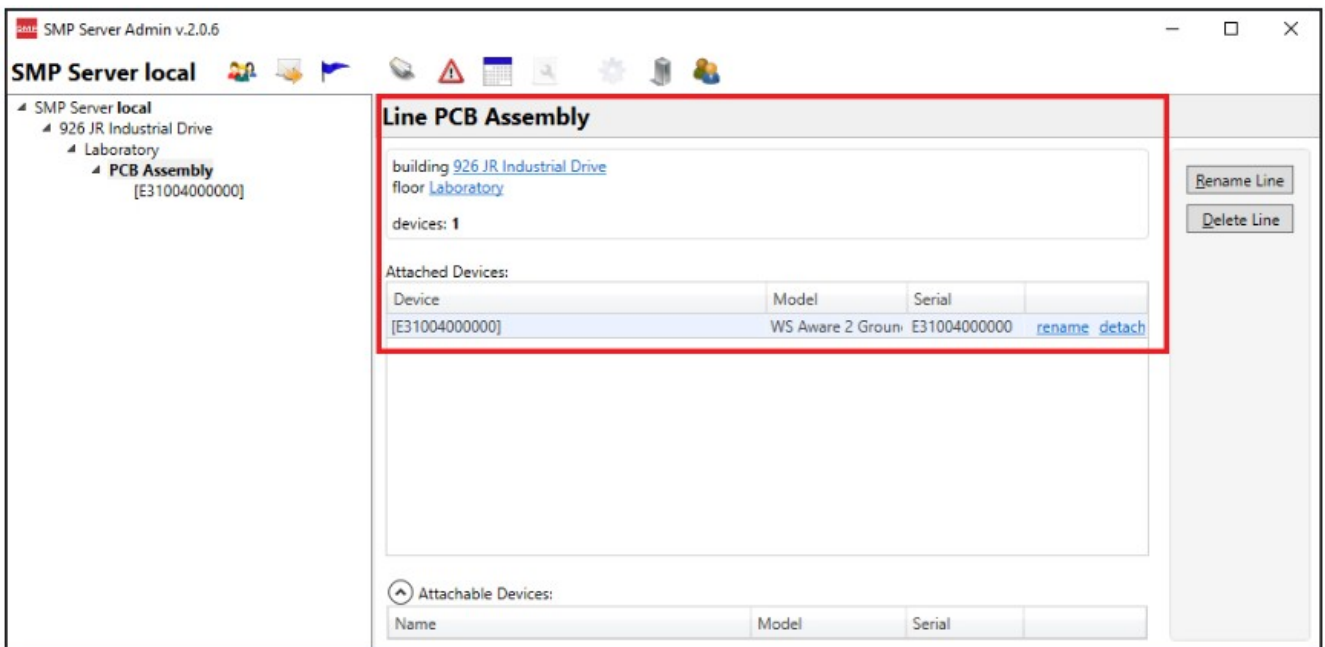 SMP SMP Server Admin v.2.0.6
SMP Server local
SMP Server local
926 JR Industrial Drive
Laboratory
PCB Assembly
[E31004000000]
Line PCB Assembly
building 926 JR Industrial Drive
floor Laboratory
devices: 1
Rename Line
Delete Line
Attached Devices:
Device Model Serial
[E31004000000] WS Aware 2 Groun E31004000000 rename detach
Attachable Devices:
Name Model Serial